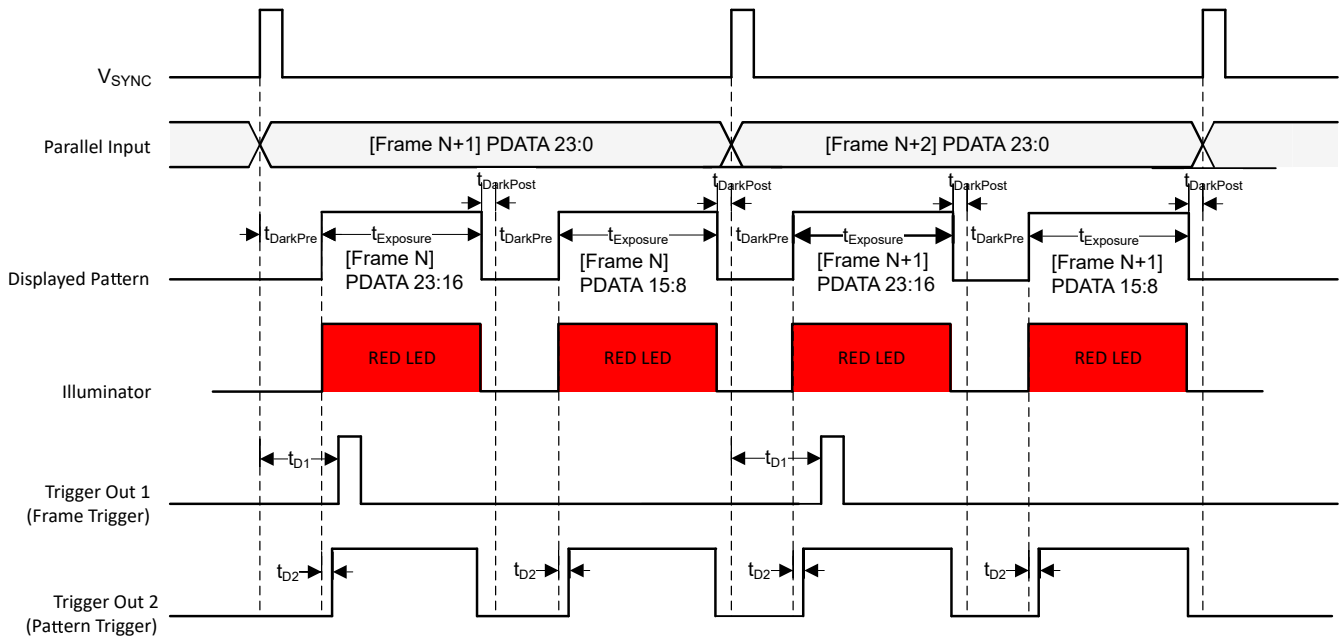 VSYNC
Parallel Input
[Frame N+1] PDATA 23:0
[Frame N+2] PDATA 23:0
tDarkPost
tDarkPost
tDarkPost
tDarkPost
tDarkPre
tExposure
tDarkPre
tExposure
tDarkPre
tExposure
tDarkPre
tExposure
Displayed Pattern
[Frame N]
PDATA 23:16
[Frame N]
PDATA 15:8
[Frame N+1]
PDATA 23:16
[Frame N+1]
PDATA 15:8
Illuminator
RED LED
RED LED
RED LED
RED LED
tD1
tD1
Trigger Out 1
(Frame Trigger)
tD2
tD2
tD2
tD2
Trigger Out 2
(Pattern Trigger)